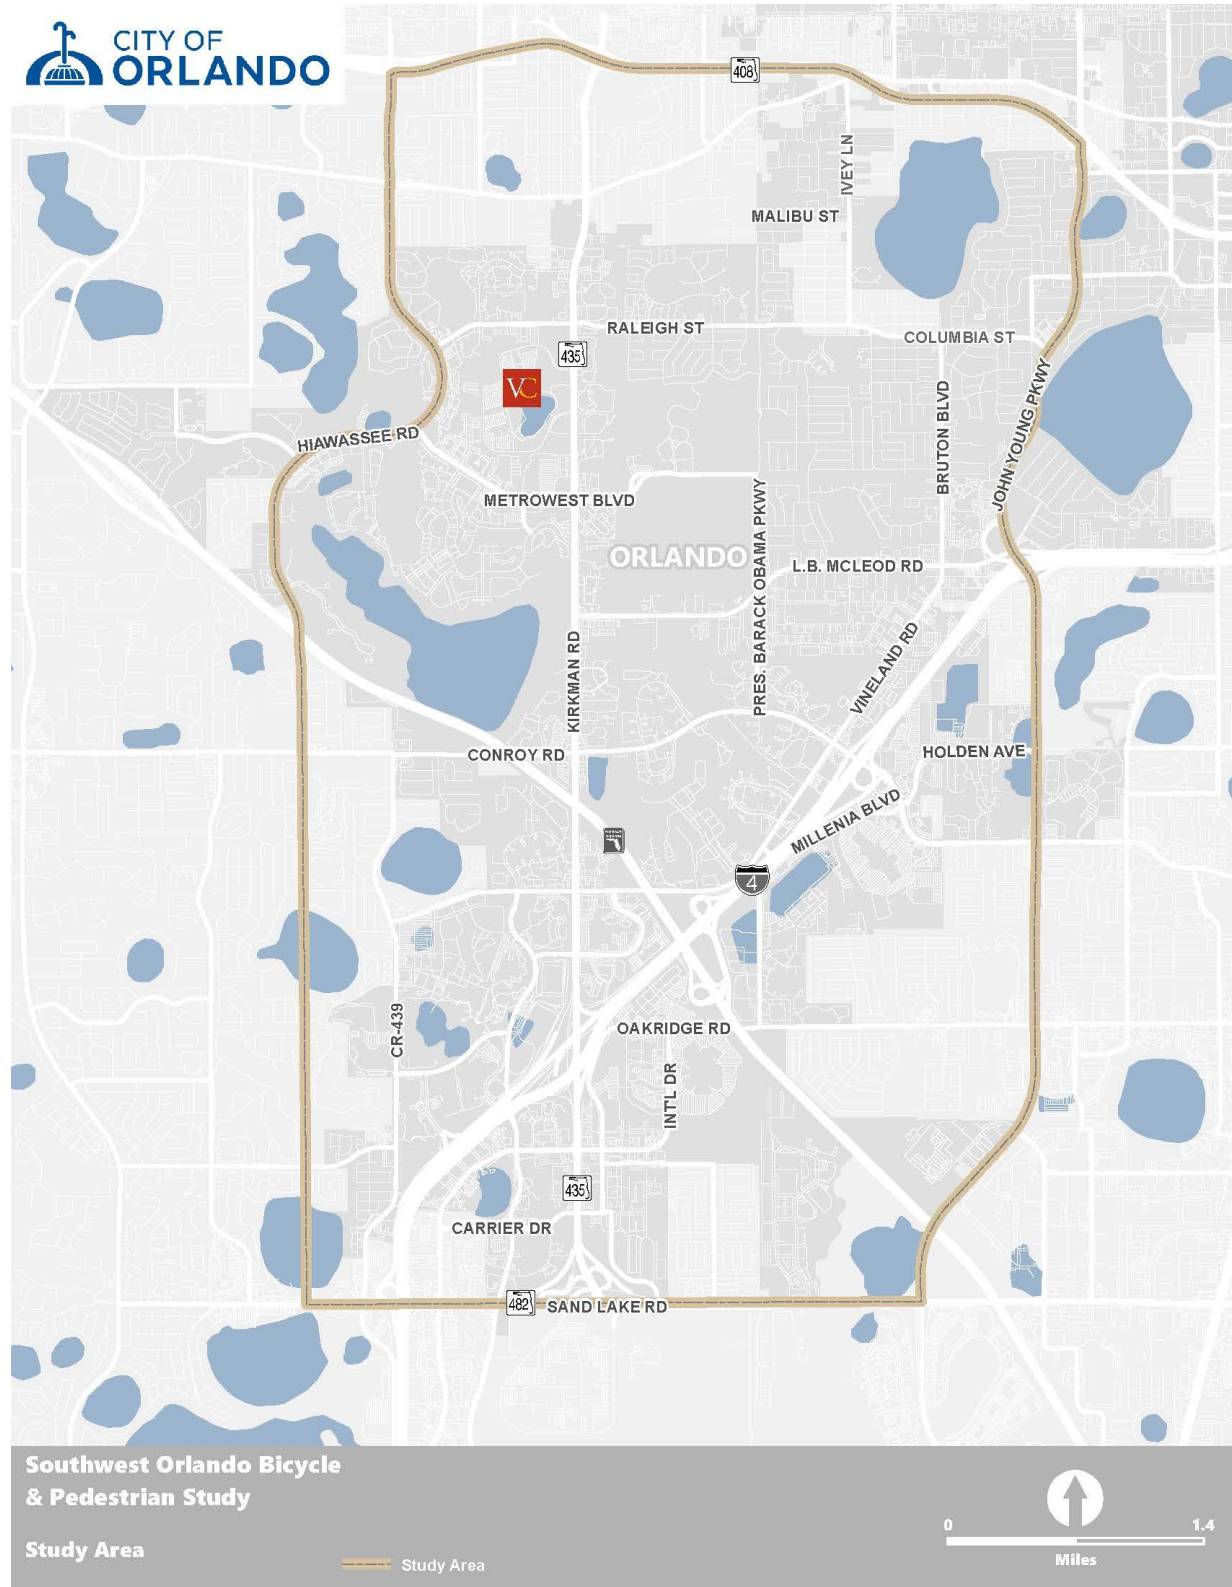 CITY OF
ORLANDO
408
IVEY LN
MALIBU ST
RALEIGH ST
COLUMBIA ST
435
VC
JOHN YOUNG PKWY
BRUTON BLVD
HIAWASSEE RD
METROWEST BLVD
PRES. BARACK OBAMA PKWY
ORLANDO
L.B. MCLEOD RD
VINELAND RD
KIRKMAN RD
CONROY RD
HOLDEN AVE
MILLENIA BLVD
4
CR-439
OAKRIDGE RD
INT'L DR
435
CARRIER DR
482
SAND LAKE RD
Southwest Orlando Bicycle
& Pedestrian Study
Study Area
Study Area
0
1.4
Miles